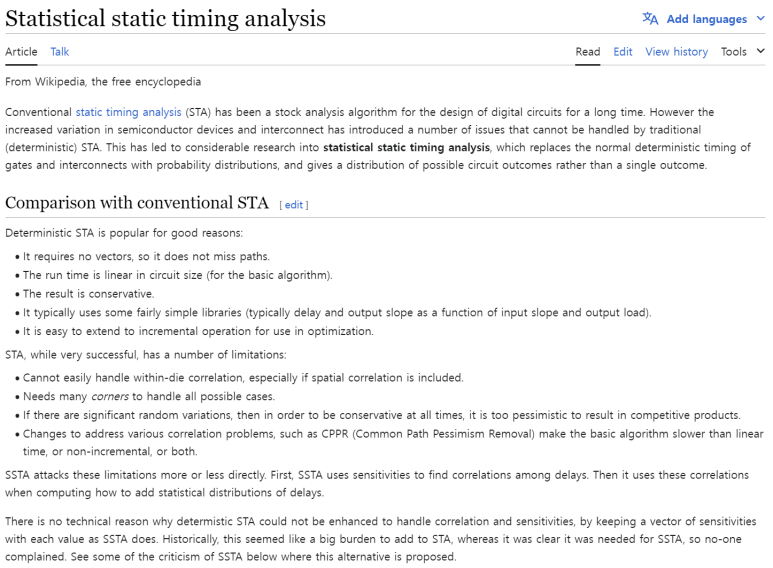 Statistical static timing analysis
Add languages
Article Talk Read Edit View history Tools
From Wikipedia, the free encyclopedia
Conventional static timing analysis (STA) has been a stock analysis algorithm for the design of digital circuits for a long time. However the
increased variation in semiconductor devices and interconnect has introduced a number of issues that cannot be handled by traditional
(deterministic) STA. This has led to considerable research into statistical static timing analysis, which replaces the normal deterministic timing of
gates and interconnects with probability distributions, and gives a distribution of possible circuit outcomes rather than a single outcome.
Comparison with conventional STA [ edit ]
Deterministic STA is popular for good reasons:
• It requires no vectors, so it does not miss paths.
• The run time is linear in circuit size (for the basic algorithm).
• The result is conservative.
• It typically uses some fairly simple libraries (typically delay and output slope as a function of input slope and output load).
• It is easy to extend to incremental operation for use in optimization.
STA, while very successful, has a number of limitations:
• Cannot easily handle within-die correlation, especially if spatial correlation is included.
• Needs many corners to handle all possible cases.
• If there are significant random variations, then in order to be conservative at all times, it is too pessimistic to result in competitive products.
• Changes to address various correlation problems, such as CPPR (Common Path Pessimism Removal) make the basic algorithm slower than linear
time, or non-incremental, or both.
SSTA attacks these limitations more or less directly. First, SSTA uses sensitivities to find correlations among delays. Then it uses these correlations
when computing how to add statistical distributions of delays.
There is no technical reason why determistic STA could not be enhanced to handle correlation and sensitivities, by keeping a vector of sensitivities
with each value as SSTA does. Historically, this seemed like a big burden to add to STA, whereas it was clear it was needed for SSTA, so no-one
complained. See some of the criticism of SSTA below where this alternative is proposed.